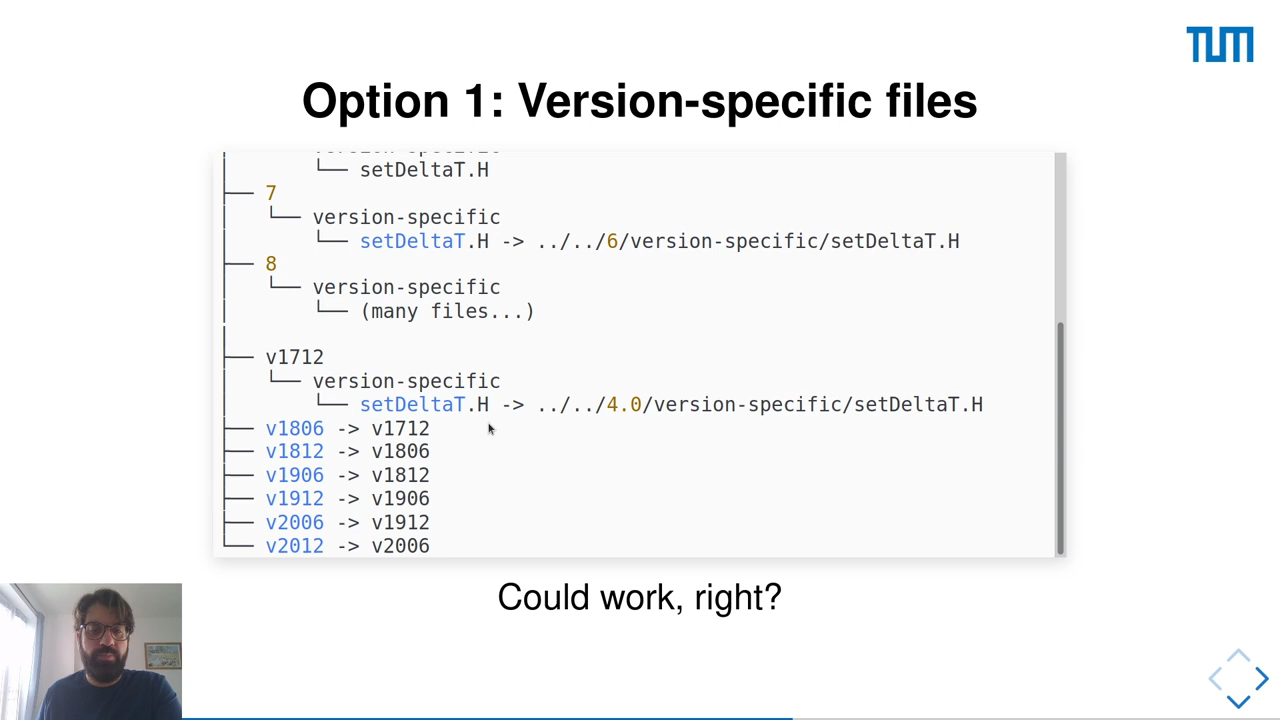 TUM
Option 1: Version-specific files
│       version-specific
│       └── setDeltaT.H
├── 7
│   └── version-specific
│       └── setDeltaT.H -> ../../6/version-specific/setDeltaT.H
├── 8
│   └── version-specific
│       └── (many files...)
│
├── v1712
│   └── version-specific
│       └── setDeltaT.H -> ../../4.0/version-specific/setDeltaT.H
├── v1806 -> v1712
├── v1812 -> v1806
├── v1906 -> v1812
├── v1912 -> v1906
├── v2006 -> v1912
└── v2012 -> v2006
Could work, right?